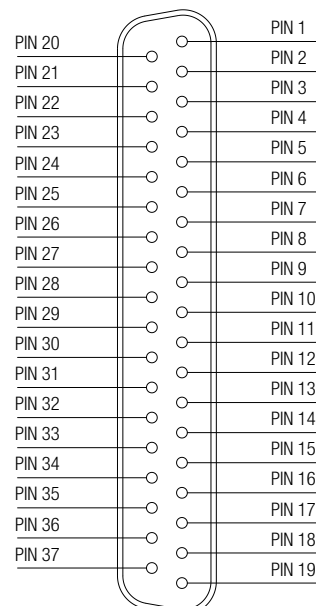 PIN 1
PIN 20
PIN 2
PIN 21
PIN 3
PIN 22
PIN 4
PIN 23
PIN 5
PIN 24
PIN 6
PIN 25
PIN 7
PIN 26
PIN 8
PIN 27
PIN 9
PIN 28
PIN 10
PIN 29
PIN 11
PIN 30
PIN 12
PIN 31
PIN 13
PIN 32
PIN 14
PIN 33
PIN 15
PIN 34
PIN 16
PIN 35
PIN 17
PIN 36
PIN 18
PIN 37
PIN 19